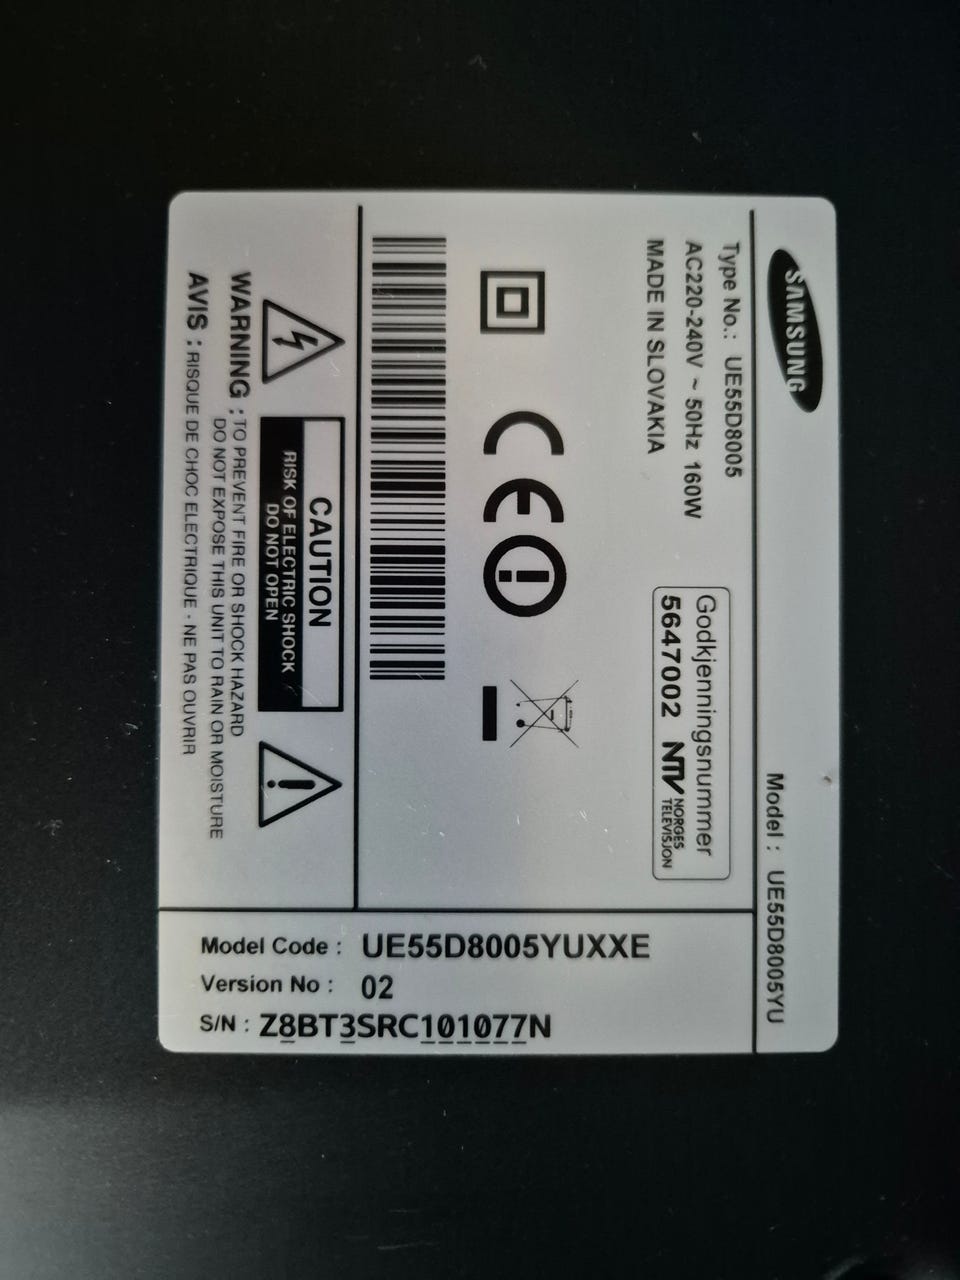 SAMSUNG
Model : UE55D8005YU
Type No.: UE55D8005
AC220-240V ~ 50Hz 160W
MADE IN SLOVAKIA
Godkjenningsnummer
5647002 NTV NORGES
TELEVISJON
CE
CAUTION
RISK OF ELECTRIC SHOCK
DO NOT OPEN
WARNING : TO PREVENT FIRE OR SHOCK HAZARD
DO NOT EXPOSE THIS UNIT TO RAIN OR MOISTURE
AVIS : RISQUE DE CHOC ELECTRIQUE - NE PAS OUVRIR
Model Code : UE55D8005YUXXE
Version No : 02
S/N : Z8BT3SRC101077N